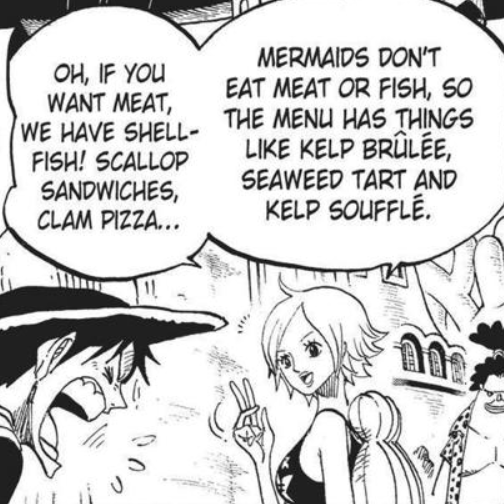 MERMAIDS DON'T
EAT MEAT OR FISH, SO
THE MENU HAS THINGS
LIKE KELP BRÛLÉE,
SEAWEED TART AND
KELP SOUFFLÉ.
OH, IF YOU
WANT MEAT,
WE HAVE SHELL-
FISH! SCALLOP
SANDWICHES,
CLAM PIZZA...